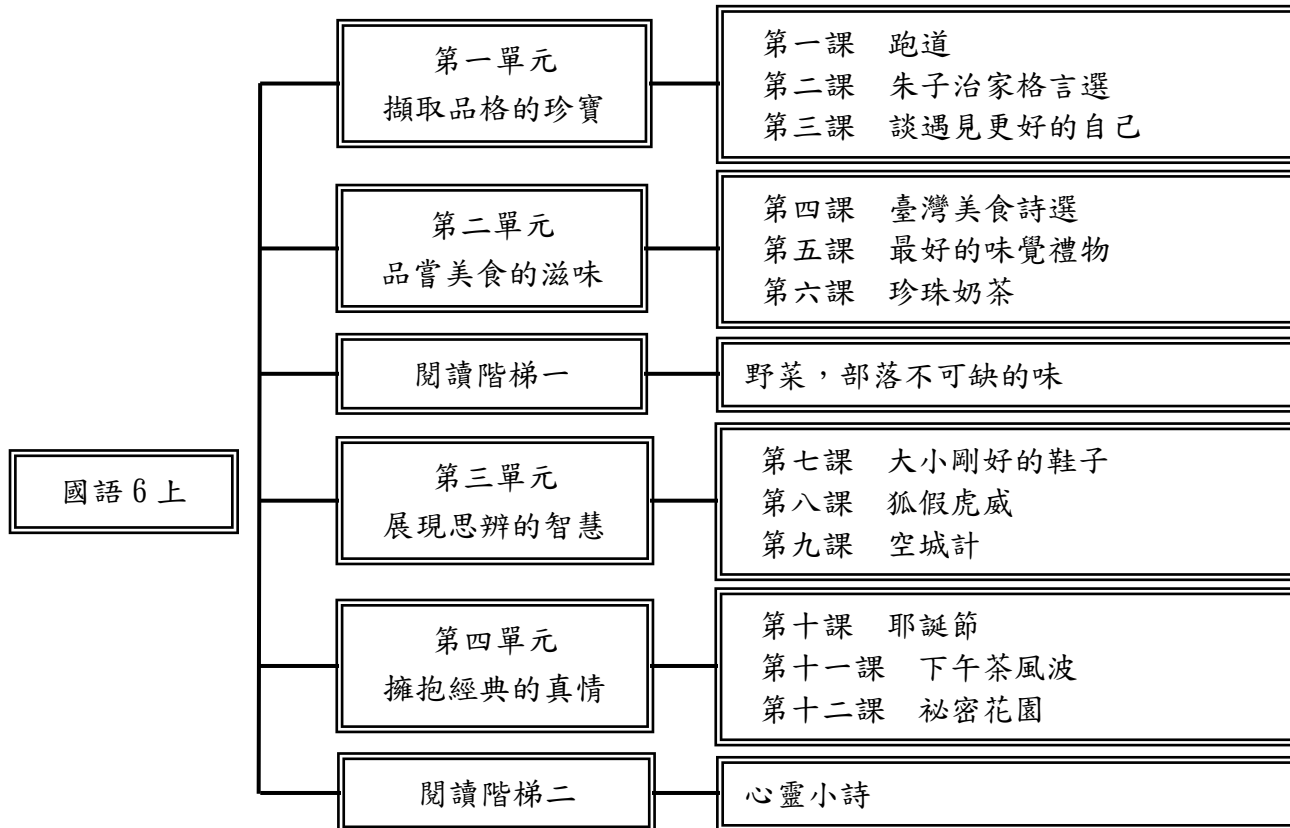 國語6上
第一單元
擷取品格的珍寶
第一課　跑道
第二課　朱子治家格言選
第三課　談遇見更好的自己
第二單元
品嘗美食的滋味
第四課　臺灣美食詩選
第五課　最好的味覺禮物
第六課　珍珠奶茶
閱讀階梯一
野菜，部落不可缺的味
第三單元
展現思辨的智慧
第七課　大小剛好的鞋子
第八課　狐假虎威
第九課　空城計
第四單元
擁抱經典的真情
第十課　耶誕節
第十一課　下午茶風波
第十二課　祕密花園
閱讀階梯二
心靈小詩